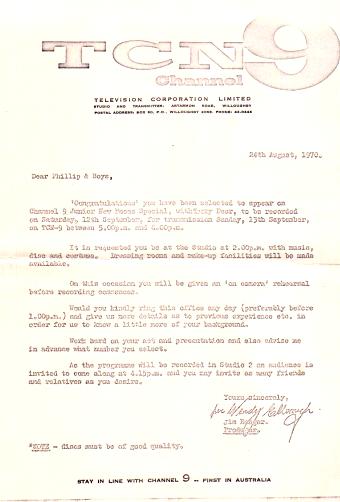 TCN 9
Channel
TELEVISION CORPORATION LIMITED
STUDIO AND TRANSMITTER: ARTARMON ROAD, WILLOUGHBY
POSTAL ADDRESS: BOX 20, P.O., WILLOUGHBY 2068. PHONE: 43-0444
24th August, 1970.
Dear Phillip & Boys,
'Congratulations' you have been selected to appear on
Channel 9 Junior New Faces Special, with Deer, to be recorded
on Saturday, 12th September, for transmission Sunday, 13th September,
on TCN-9 between 5.00p.m. and 6.00p.m.
It is requested you be at the Studio at 2.00p.m. with music,
disc and costume. Dressing rooms and make-up facilities will be made
available.
On this occasion you will be given an 'on camera' rehearsal
before recording commences.
Would you kindly ring this office any day (preferably before
1.00p.m.) and give us more details as to previous experience etc. in
order for us to know a little more of your background.
Work hard on your act and presentation and also advise me
in advance what number you select.
As the programme will be recorded in Studio 2 an audience is
invited to come along at 4.15p.m. and you may invite as many friends
and relatives as you desire.
Yours sincerely,
per Wendy
Jim
Producer.
*NOTE - discs must be of good quality.
STAY IN LINE WITH CHANNEL 9 -- FIRST IN AUSTRALIA